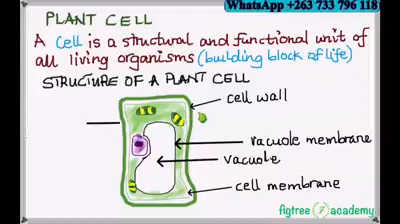 WhatsApp +263 733 796 118
PLANT CELL
A Cell is a structural and functional unit of
all living organisms (building block of life)
STRUCTURE OF A PLANT CELL
cell wall
vacuole membrane
vacuole
cell membrane
figtree academy